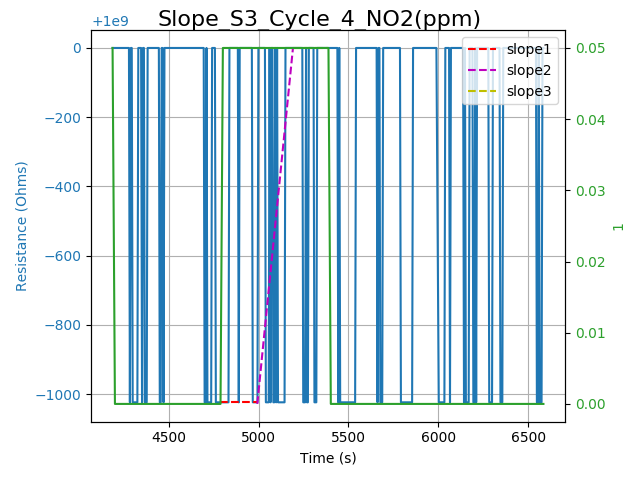 Slope_S3_Cycle_4_NO2(ppm)
+1e9
slope1
slope2
slope3
0
−200
−400
−600
−800
−1000
Resistance (Ohms)
0.05
0.04
0.03
0.02
0.01
0.00
1
4500 5000 5500 6000 6500
Time (s)